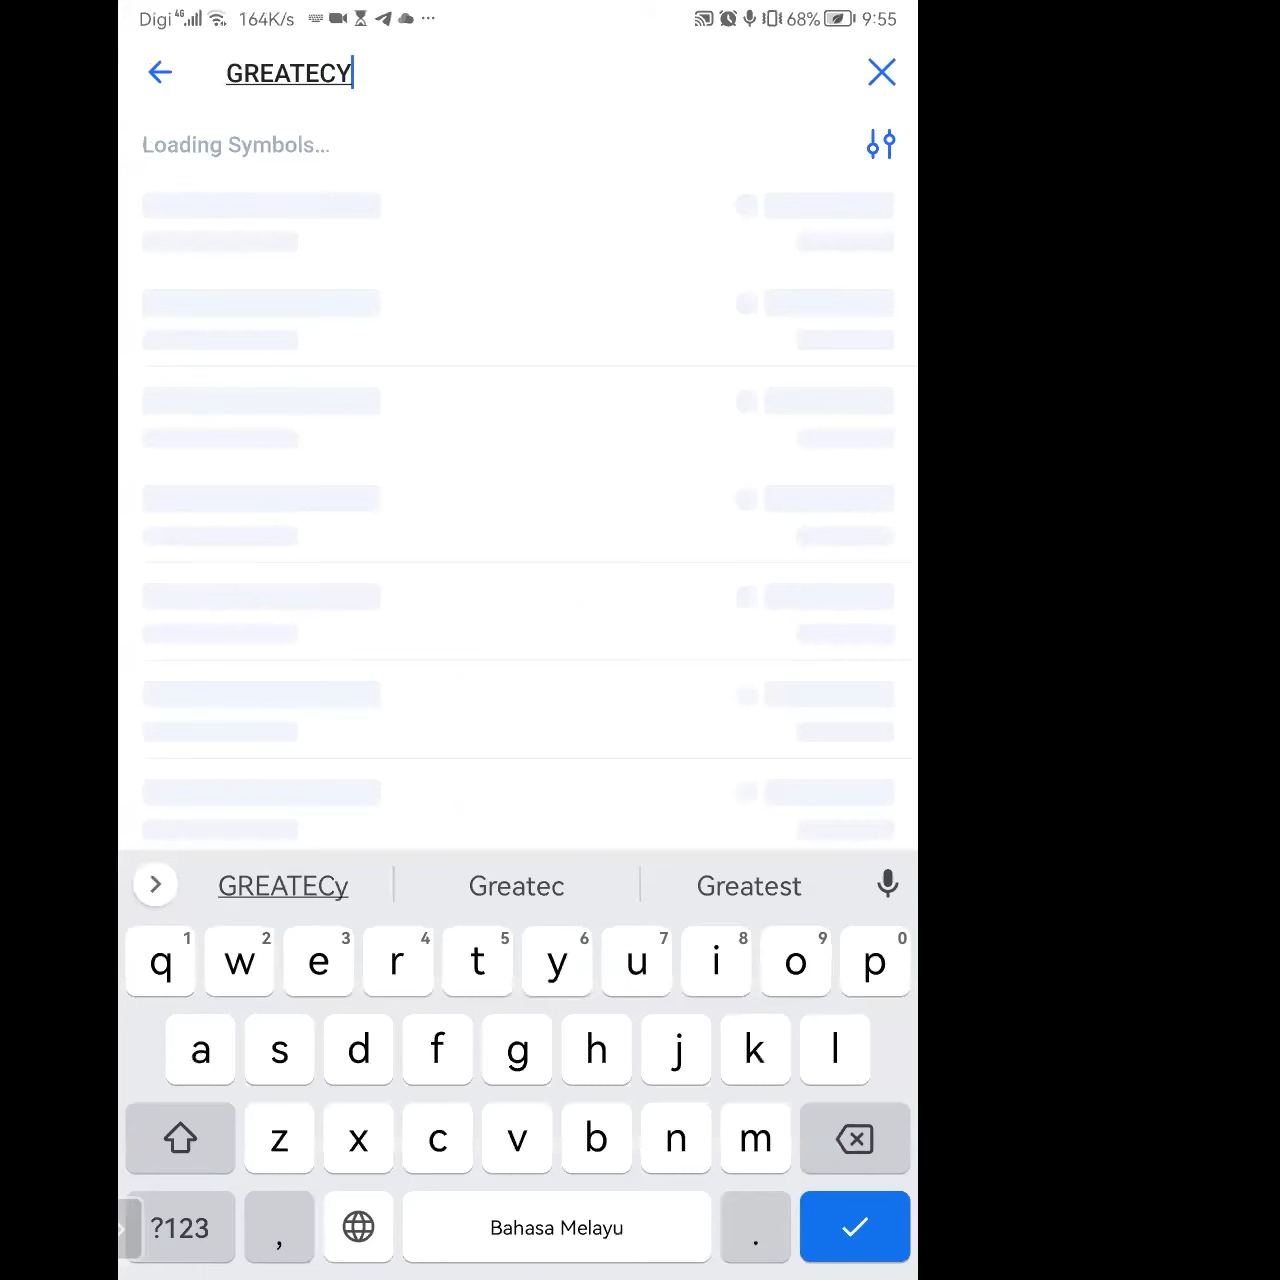 Digi 4G 164K/s ... 68% 9:55
GREATECY
Loading Symbols...
GREATECy Greatec Greatest
q 1 w 2 e 3 r 4 t 5 y 6 u 7 i 8 o 9 p 0
a s d f g h j k l
z x c v b n m
?123 , Bahasa Melayu .